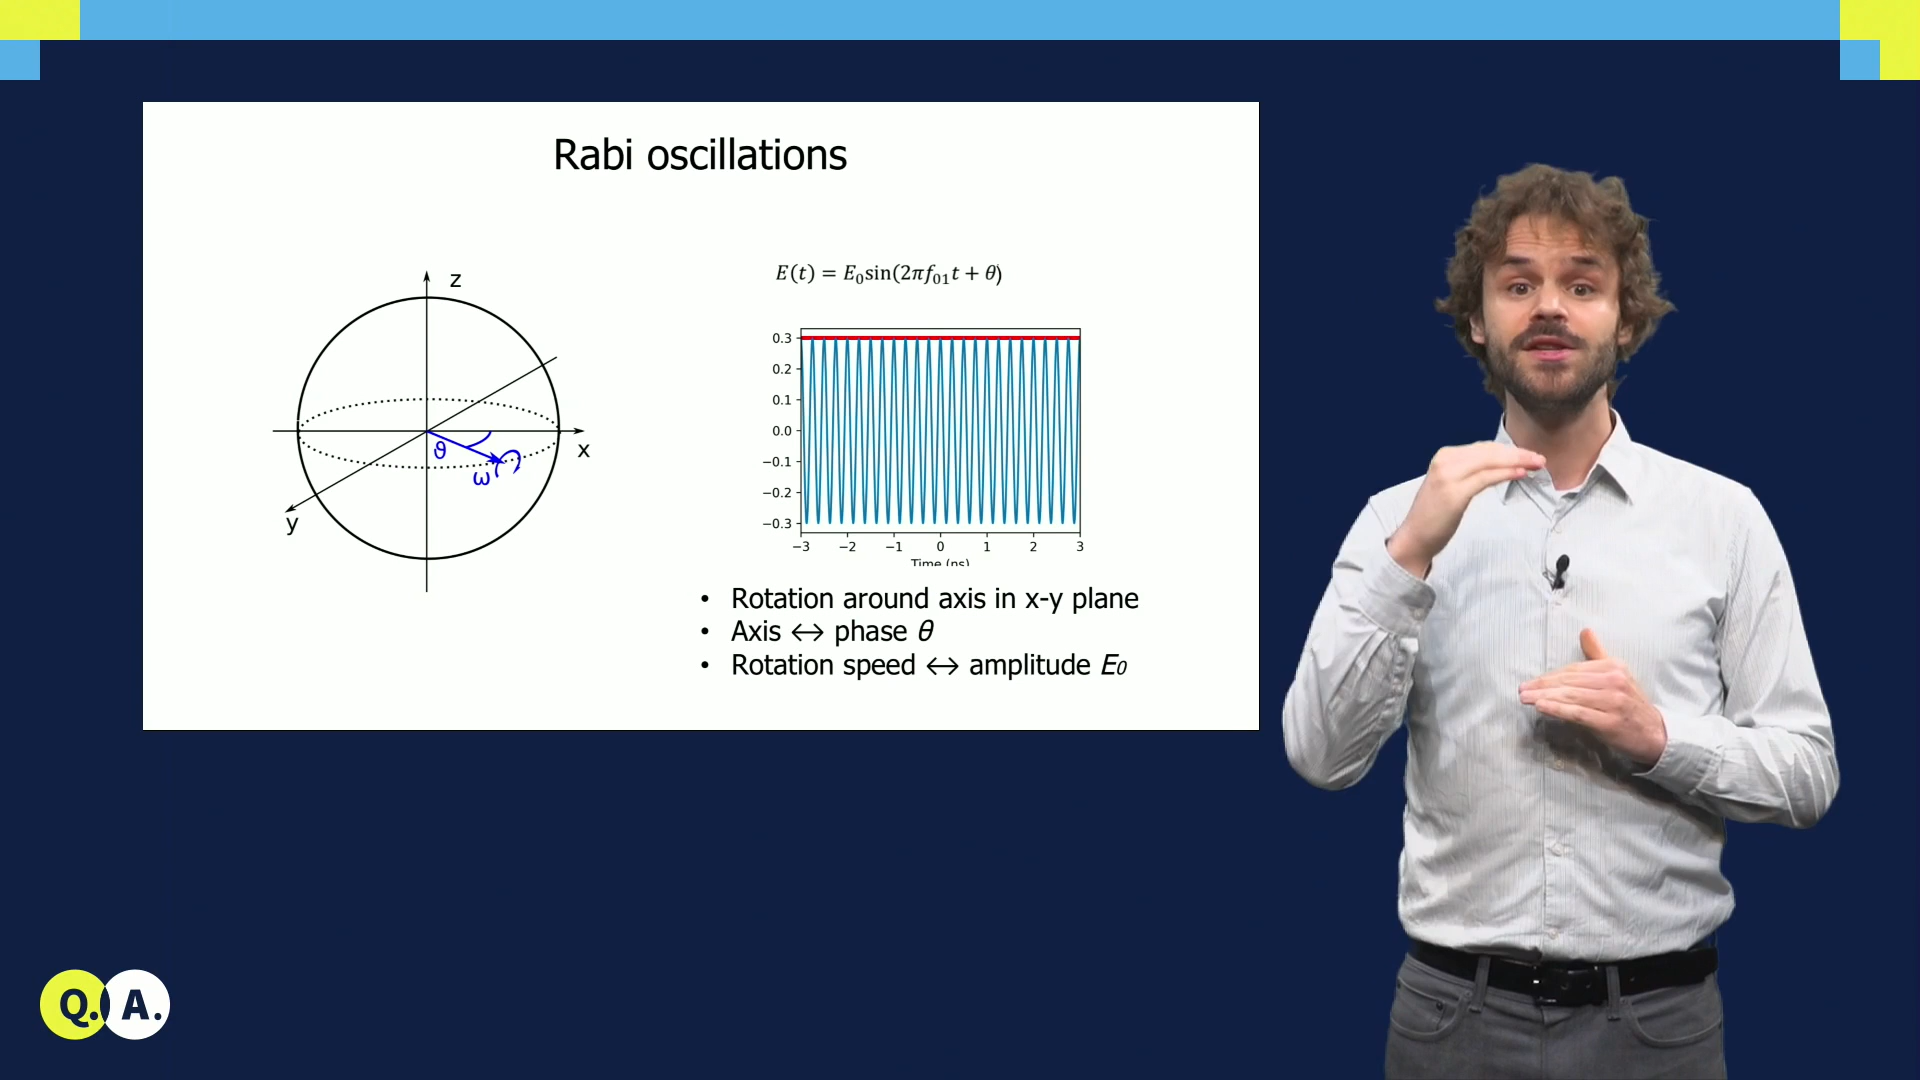 Rabi oscillations
z
x
y
ϑ
ω
E(t) = E₀sin(2πf₀₁t + θ)
0.3
0.2
0.1
0.0
−0.1
−0.2
−0.3
−3 −2 −1 0 1 2 3
Time (ns)
• Rotation around axis in x-y plane
• Axis ↔ phase θ
• Rotation speed ↔ amplitude E₀
Q. A.